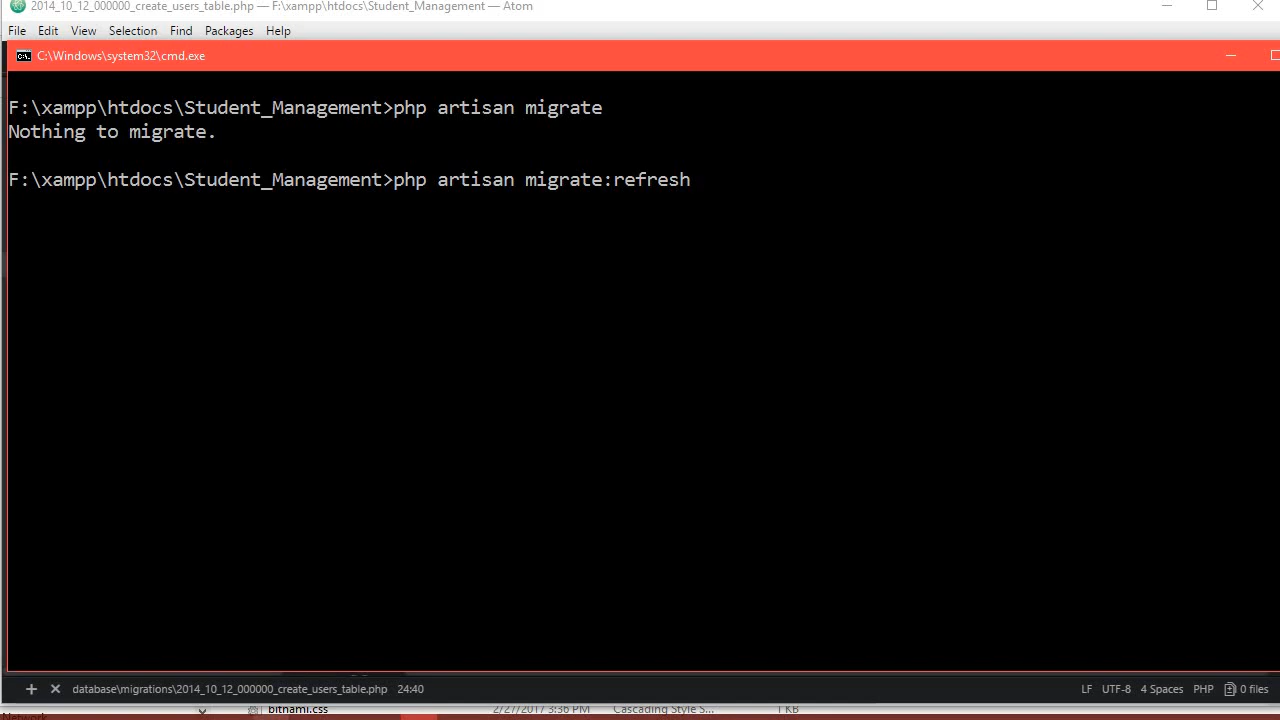 2014_10_12_000000_create_users_table.php — F:\xampp\htdocs\Student_Management — Atom
File Edit View Selection Find Packages Help
C:\Windows\system32\cmd.exe
F:\xampp\htdocs\Student_Management>php artisan migrate
Nothing to migrate.
F:\xampp\htdocs\Student_Management>php artisan migrate:refresh
database\migrations\2014_10_12_000000_create_users_table.php 24:40 LF UTF-8 4 Spaces PHP 0 files
bitnami.css 2/27/2017 3:36 PM Cascading Style S... 1 KB
Network